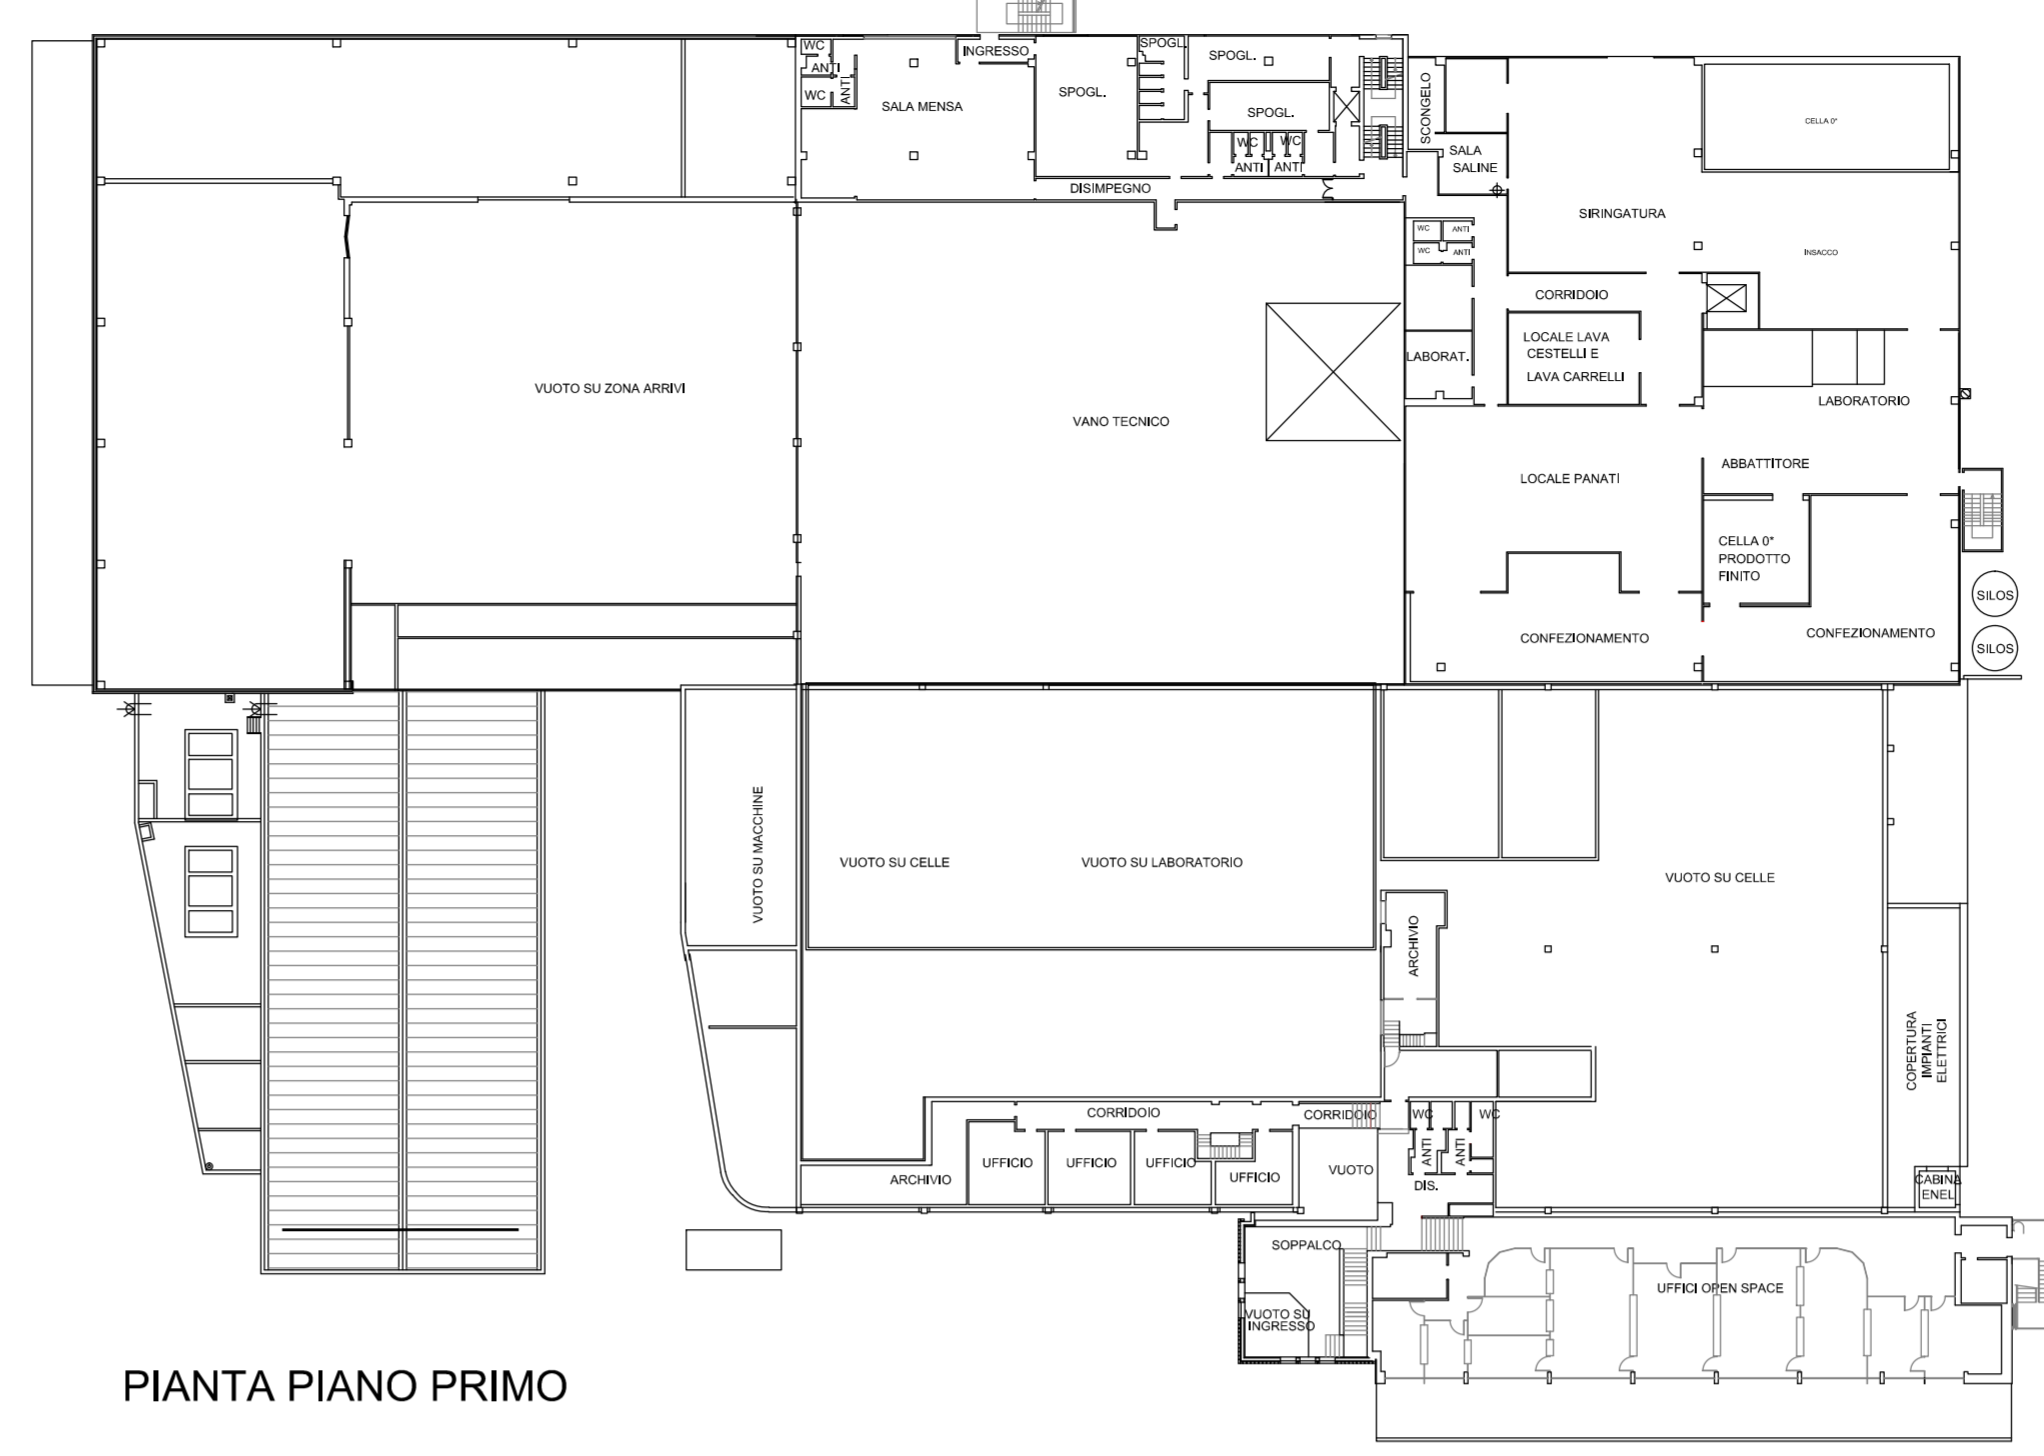 WC
ANTI
WC
ANTI
SALA MENSA
INGRESSO
SPOGL.
SPOGL.
SPOGL.
SPOGL.
WC
WC
ANTI
ANTI
DISIMPEGNO
SCONGELO
SALA
SALINE
CELLA 0°
SIRINGATURA
INSACCO
WC
ANTI
WC
ANTI
CORRIDOIO
LABORAT.
LOCALE LAVA
CESTELLI E
LAVA CARRELLI
LABORATORIO
VUOTO SU ZONA ARRIVI
VANO TECNICO
LOCALE PANATI
ABBATTITORE
CELLA 0°
PRODOTTO
FINITO
SILOS
SILOS
CONFEZIONAMENTO
CONFEZIONAMENTO
VUOTO SU MACCHINE
VUOTO SU CELLE
VUOTO SU LABORATORIO
VUOTO SU CELLE
ARCHIVIO
COPERTURA
IMPIANTI
ELETTRICI
CORRIDOIO
CORRIDOIO
WC
WC
ANTI
ANTI
UFFICIO
UFFICIO
UFFICIO
UFFICIO
ARCHIVIO
VUOTO
DIS.
CABINA
ENEL
SOPPALCO
VUOTO SU
INGRESSO
UFFICI OPEN SPACE
PIANTA PIANO PRIMO